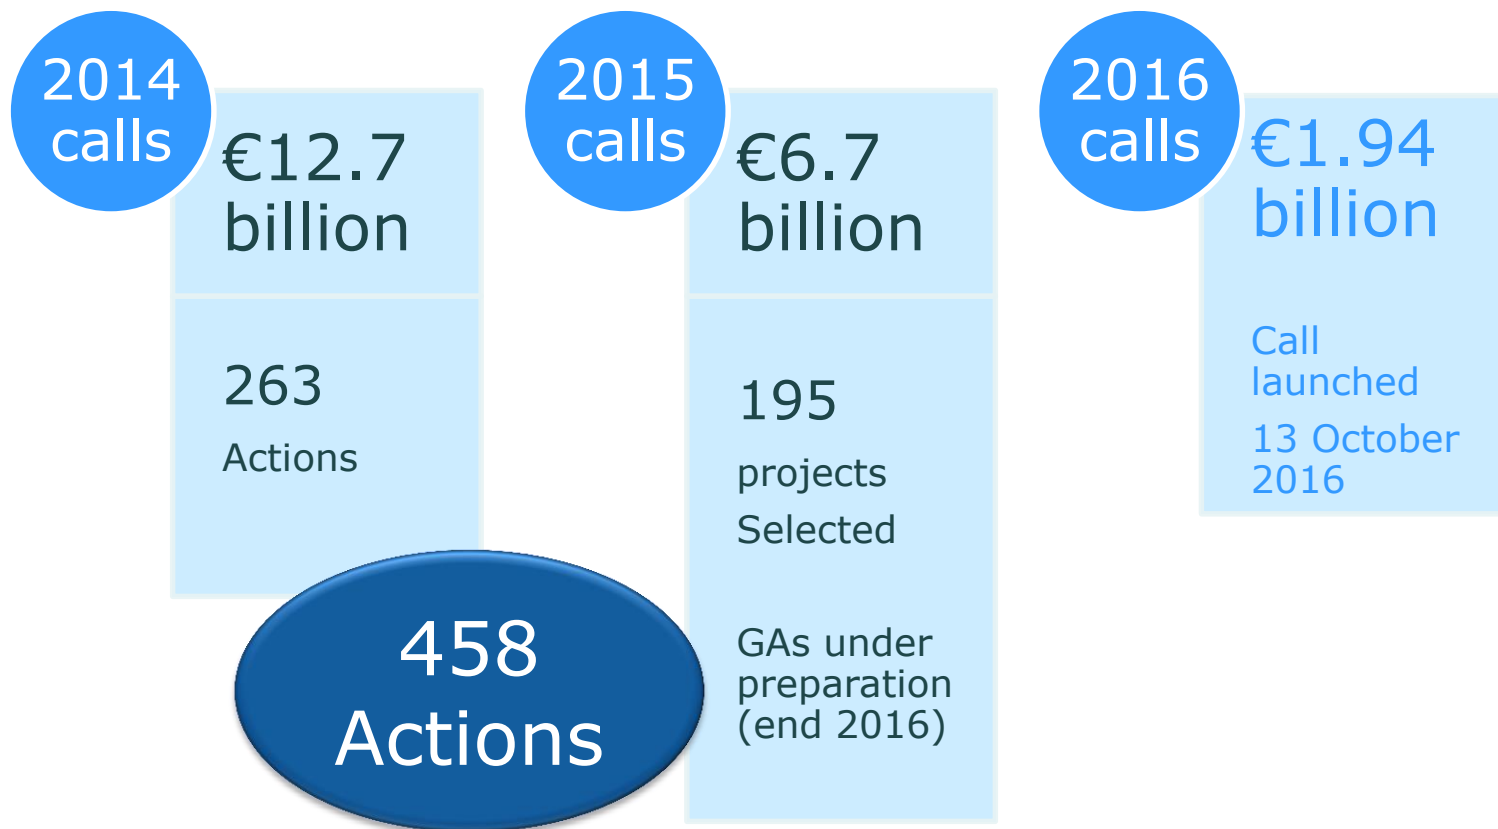 2014
calls
€12.7
billion
263
Actions
2015
calls
€6.7
billion
195
projects
Selected
GAs under
preparation
(end 2016)
458
Actions
2016
calls
€1.94
billion
Call
launched
13 October
2016